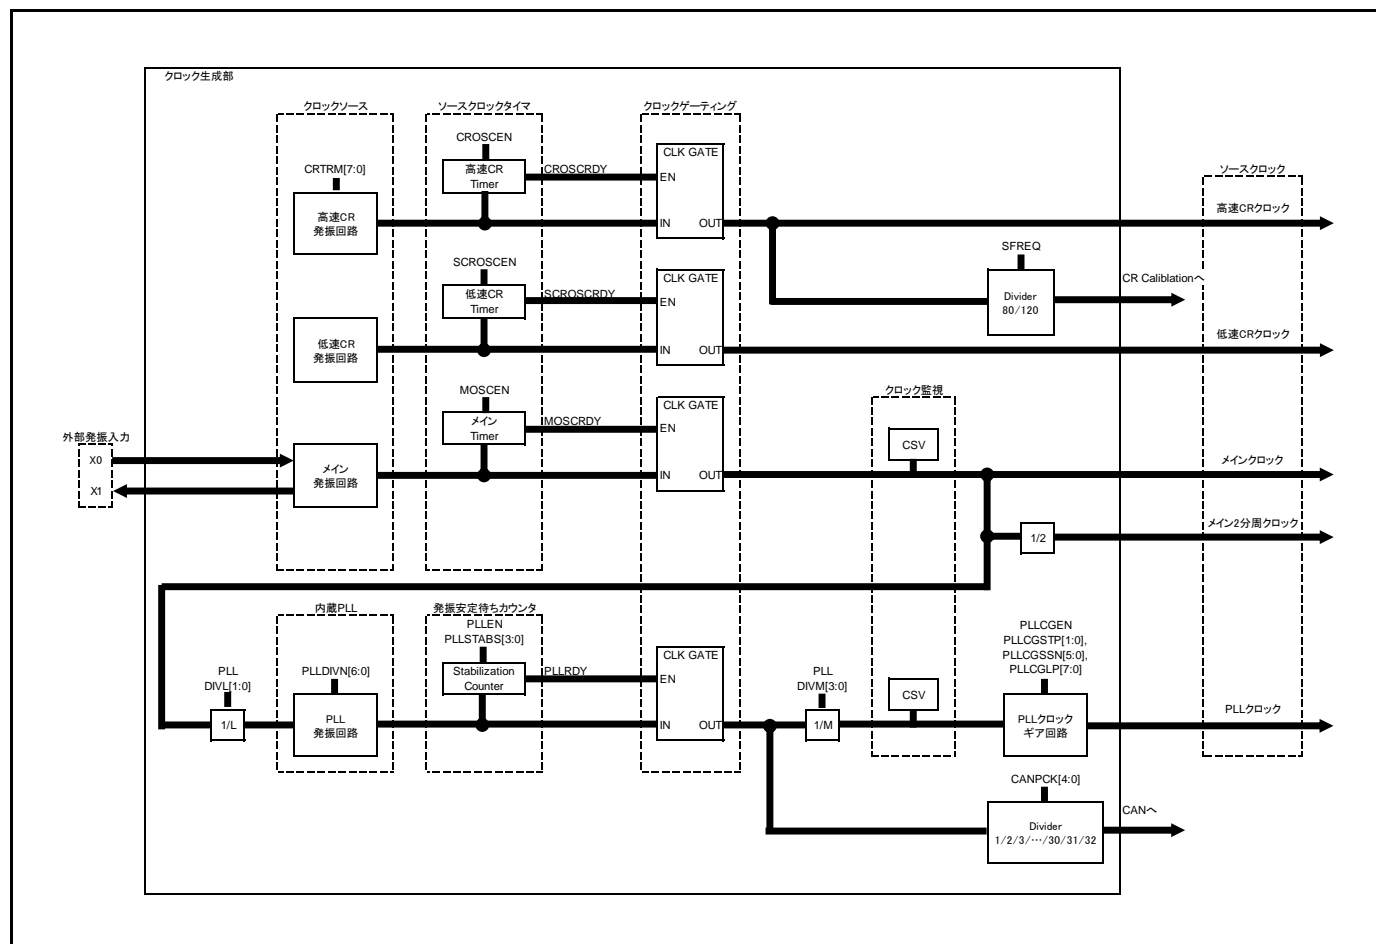 クロック生成部
クロックソース
ソースクロックタイマ
クロックゲーティング
CROSCEN
CLK GATE
CRTRM[7:0]
高速CR
Timer
CROSCRDY
EN
ソースクロック
高速CR
発振回路
IN
OUT
高速CRクロック
SCROSCEN
SFREQ
CLK GATE
CR Caliblationへ
低速CR
Timer
SCROSCRDY
EN
Divider
80/120
低速CR
発振回路
IN
OUT
低速CRクロック
MOSCEN
クロック監視
CLK GATE
メイン
Timer
MOSCRDY
EN
CSV
外部発振入力
X0
X1
メイン
発振回路
IN
OUT
メインクロック
1/2
メイン2分周クロック
内蔵PLL
発振安定待ちカウンタ
PLLEN
PLLSTABS[3:0]
PLLCGEN
PLLCGSTP[1:0],
PLLCGSSN[5:0],
PLLCGLP[7:0]
CLK GATE
PLL
DIVL[1:0]
PLLDIVN[6:0]
Stabilization
Counter
PLLRDY
EN
PLL
DIVM[3:0]
CSV
1/L
PLL
発振回路
IN
OUT
1/M
PLLクロック
ギア回路
PLLクロック
CANPCK[4:0]
Divider
1/2/3/…/30/31/32
CANへ